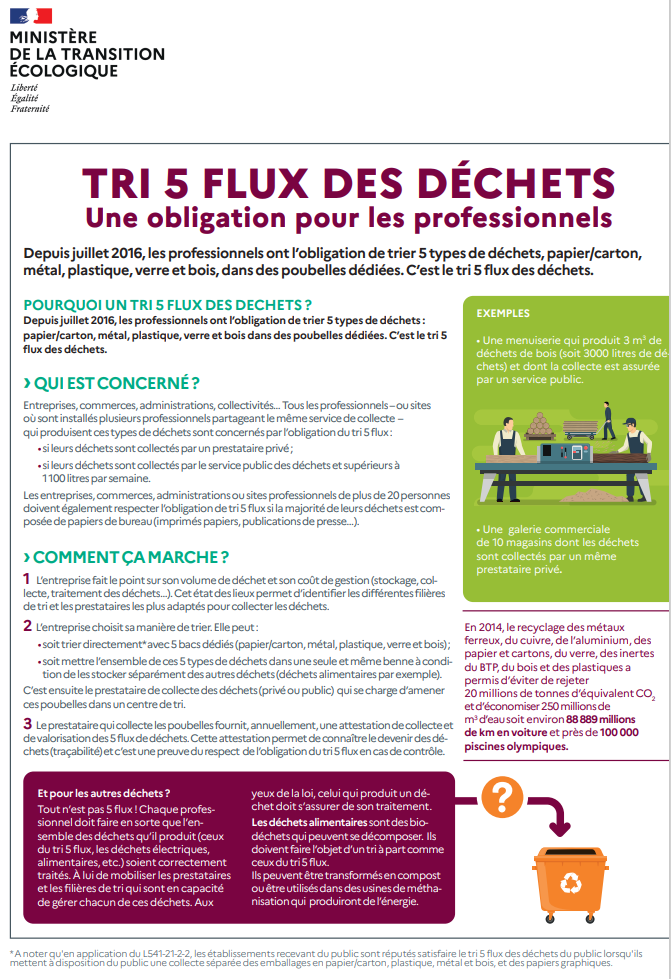 MINISTÈRE
DE LA TRANSITION
ÉCOLOGIQUE
Liberté
Égalité
Fraternité
TRI 5 FLUX DES DÉCHETS
Une obligation pour les professionnels
Depuis juillet 2016, les professionnels ont l'obligation de trier 5 types de déchets, papier/carton,
métal, plastique, verre et bois, dans des poubelles dédiées. C'est le tri 5 flux des déchets.
POURQUOI UN TRI 5 FLUX DES DECHETS ?
Depuis juillet 2016, les professionnels ont l'obligation de trier 5 types de déchets :
papier/carton, métal, plastique, verre et bois dans des poubelles dédiées. C'est le tri 5
flux des déchets.
› QUI EST CONCERNÉ ?
Entreprises, commerces, administrations, collectivités... Tous les professionnels – ou sites
où sont installés plusieurs professionnels partageant le même service de collecte –
qui produisent ces types de déchets sont concernés par l'obligation du tri 5 flux :
• si leurs déchets sont collectés par un prestataire privé ;
• si leurs déchets sont collectés par le service public des déchets et supérieurs à
1 100 litres par semaine.
Les entreprises, commerces, administrations ou sites professionnels de plus de 20 personnes
doivent également respecter l'obligation de tri 5 flux si la majorité de leurs déchets est com-
posée de papiers de bureau (imprimés papiers, publications de presse...).
› COMMENT ÇA MARCHE ?
1 L'entreprise fait le point sur son volume de déchet et son coût de gestion (stockage, col-
lecte, traitement des déchets...). Cet état des lieux permet d'identifier les différentes filières
de tri et les prestataires les plus adaptés pour collecter les déchets.
2 L'entreprise choisit sa manière de trier. Elle peut :
• soit trier directement* avec 5 bacs dédiés (papier/carton, métal, plastique, verre et bois) ;
• soit mettre l'ensemble de ces 5 types de déchets dans une seule et même benne à condi-
tion de les stocker séparément des autres déchets (déchets alimentaires par exemple).
C'est ensuite le prestataire de collecte des déchets (privé ou public) qui se charge d'amener
ces poubelles dans un centre de tri.
3 Le prestataire qui collecte les poubelles fournit, annuellement, une attestation de collecte et
de valorisation des 5 flux de déchets. Cette attestation permet de connaître le devenir des dé-
chets (traçabilité) et c'est une preuve du respect de l'obligation du tri 5 flux en cas de contrôle.
EXEMPLES
• Une menuiserie qui produit 3 m³ de
déchets de bois (soit 3000 litres de dé-
chets) et dont la collecte est assurée
par un service public.
• Une galerie commerciale
de 10 magasins dont les déchets
sont collectés par un même
prestataire privé.
En 2014, le recyclage des métaux
ferreux, du cuivre, de l'aluminium, des
papier et cartons, du verre, des inertes
du BTP, du bois et des plastiques a
permis d'éviter de rejeter
20 millions de tonnes d'équivalent CO₂
et d'économiser 250 millions de
m³ d'eau soit environ 88 889 millions
de km en voiture et près de 100 000
piscines olympiques.
Et pour les autres déchets ?
Tout n'est pas 5 flux ! Chaque profes-
sionnel doit faire en sorte que l'en-
semble des déchets qu'il produit (ceux
du tri 5 flux, les déchets électriques,
alimentaires, etc.) soient correctement
traités. À lui de mobiliser les prestataires
et les filières de tri qui sont en capacité
de gérer chacun de ces déchets. Aux
yeux de la loi, celui qui produit un dé-
chet doit s'assurer de son traitement.
Les déchets alimentaires sont des bio-
déchets qui peuvent se décomposer. Ils
doivent faire l'objet d'un tri à part comme
ceux du tri 5 flux.
Ils peuvent être transformés en compost
ou être utilisés dans des usines de métha-
nisation qui produiront de l'énergie.
?
*A noter qu'en application du L541-21-2-2, les établissements recevant du public sont réputés satisfaire le tri 5 flux des déchets du public lorsqu'ils
mettent à disposition du public une collecte séparée des emballages en papier/carton, plastique, métal et bois, et des papiers graphiques.